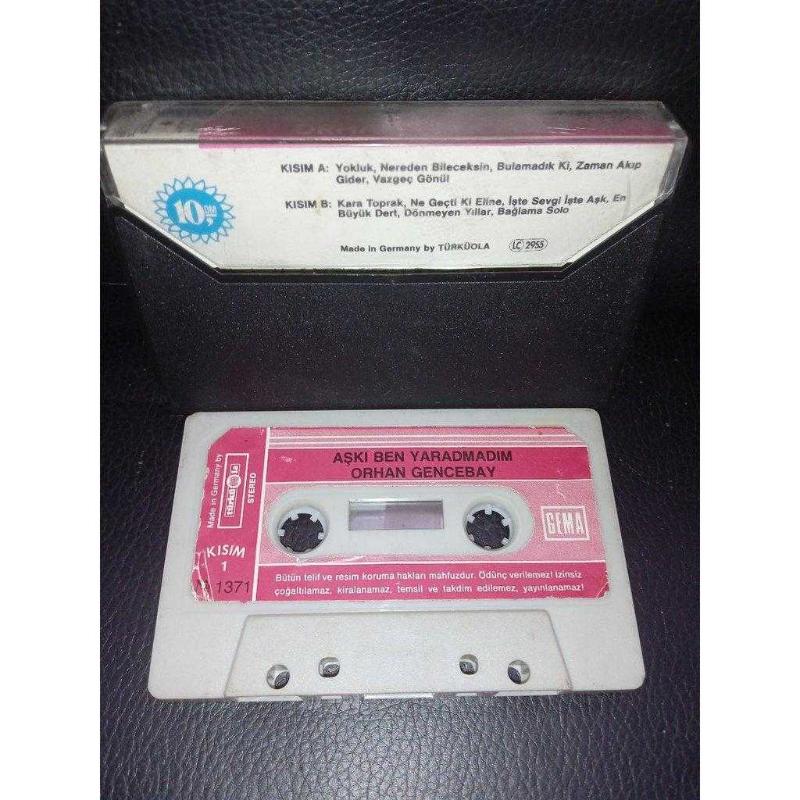 KISIM A: Yokluk, Nereden Bileceksin, Bulamadık Ki, Zaman Akıp
Gider, Vazgeç Gönül
KISIM B: Kara Toprak, Ne Geçti Ki Eline, İşte Sevgi İşte Aşk, En
Büyük Dert, Dönmeyen Yıllar, Bağlama Solo
10
Made in Germany by TÜRKÜOLA LC 2955
AŞKI BEN YARADMADIM
ORHAN GENCEBAY
Made in Germany by
türküola
STEREO
GEMA
KISIM
1
1371
Bütün telif ve resim koruma hakları mahfuzdur. Ödünç verilemez! İzinsiz
çoğaltılamaz, kiralanamaz, temsil ve takdim edilemez, yayınlanamaz!